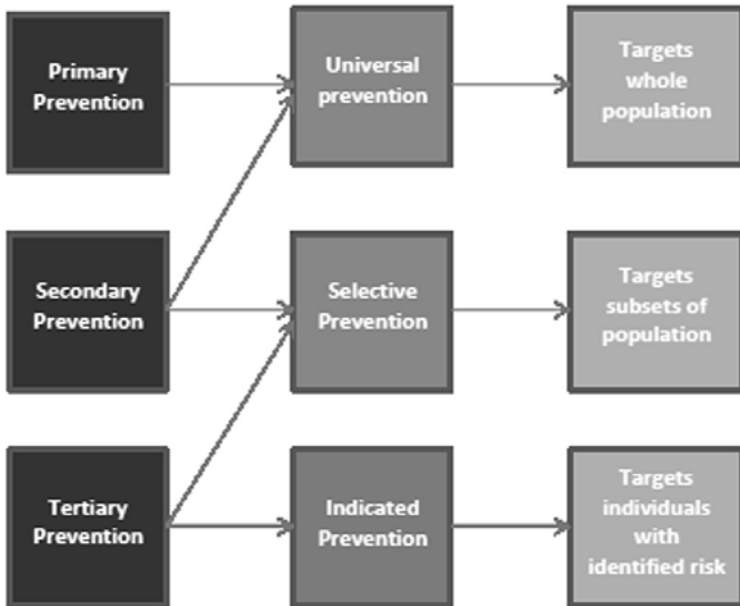 Primary
Prevention
Universal
prevention
Targets
whole
population
Secondary
Prevention
Selective
Prevention
Targets
subsets of
population
Tertiary
Prevention
Indicated
Prevention
Targets
individuals
with
identified risk